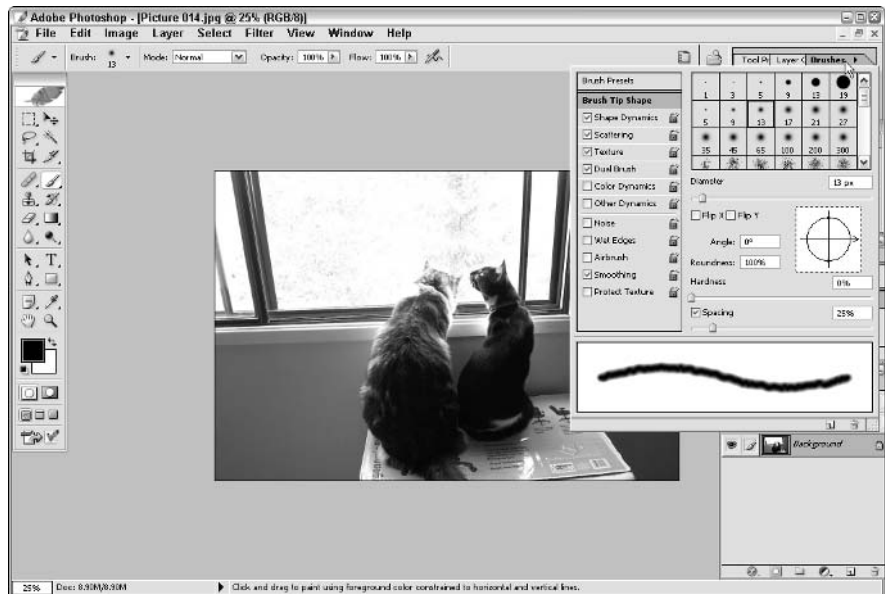 Adobe Photoshop - [Picture 014.jpg @ 25% (RGB/8)]
File Edit Image Layer Select Filter View Window Help
Brush: 13 Mode: Normal Opacity: 100% Flow: 100%
Tool Pr Layer C Brushes
Brush Presets
Brush Tip Shape
Shape Dynamics
Scattering
Texture
Dual Brush
Color Dynamics
Other Dynamics
Noise
Wet Edges
Airbrush
Smoothing
Protect Texture
1 3 5 9 13 19
5 9 13 17 21 27
35 45 65 100 200 300
Diameter 13 px
Flip X Flip Y
Angle: 0°
Roundness: 100%
Hardness 0%
Spacing 25%
Background
25% Doc: 8.90M/8.90M Click and drag to paint using foreground color constrained to horizontal and vertical lines.